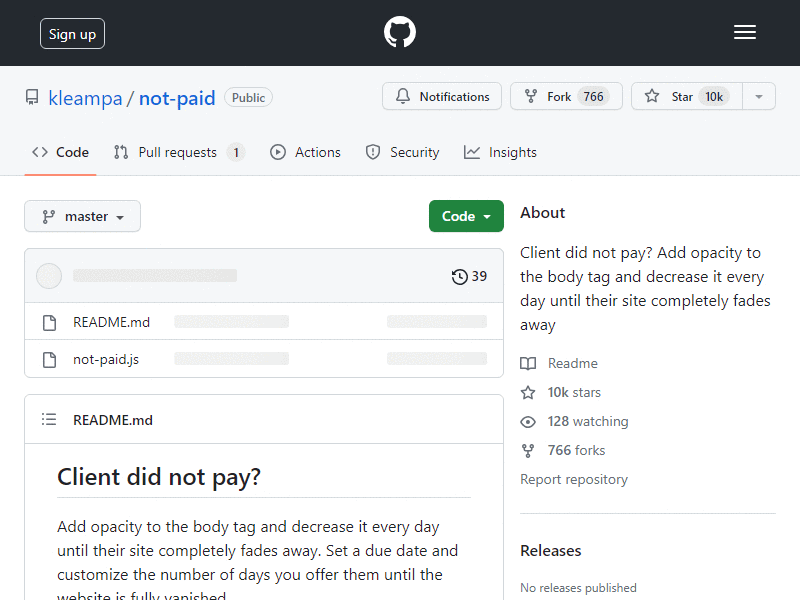 Sign up
kleampa / not-paid Public
Notifications
Fork 766
Star 10k
Code
Pull requests 1
Actions
Security
Insights
master
Code
39
README.md
not-paid.js
README.md
Client did not pay?
Add opacity to the body tag and decrease it every day
until their site completely fades away. Set a due date and
customize the number of days you offer them until the
website is fully vanished.
About
Client did not pay? Add opacity to
the body tag and decrease it every
day until their site completely fades
away
Readme
10k stars
128 watching
766 forks
Report repository
Releases
No releases published